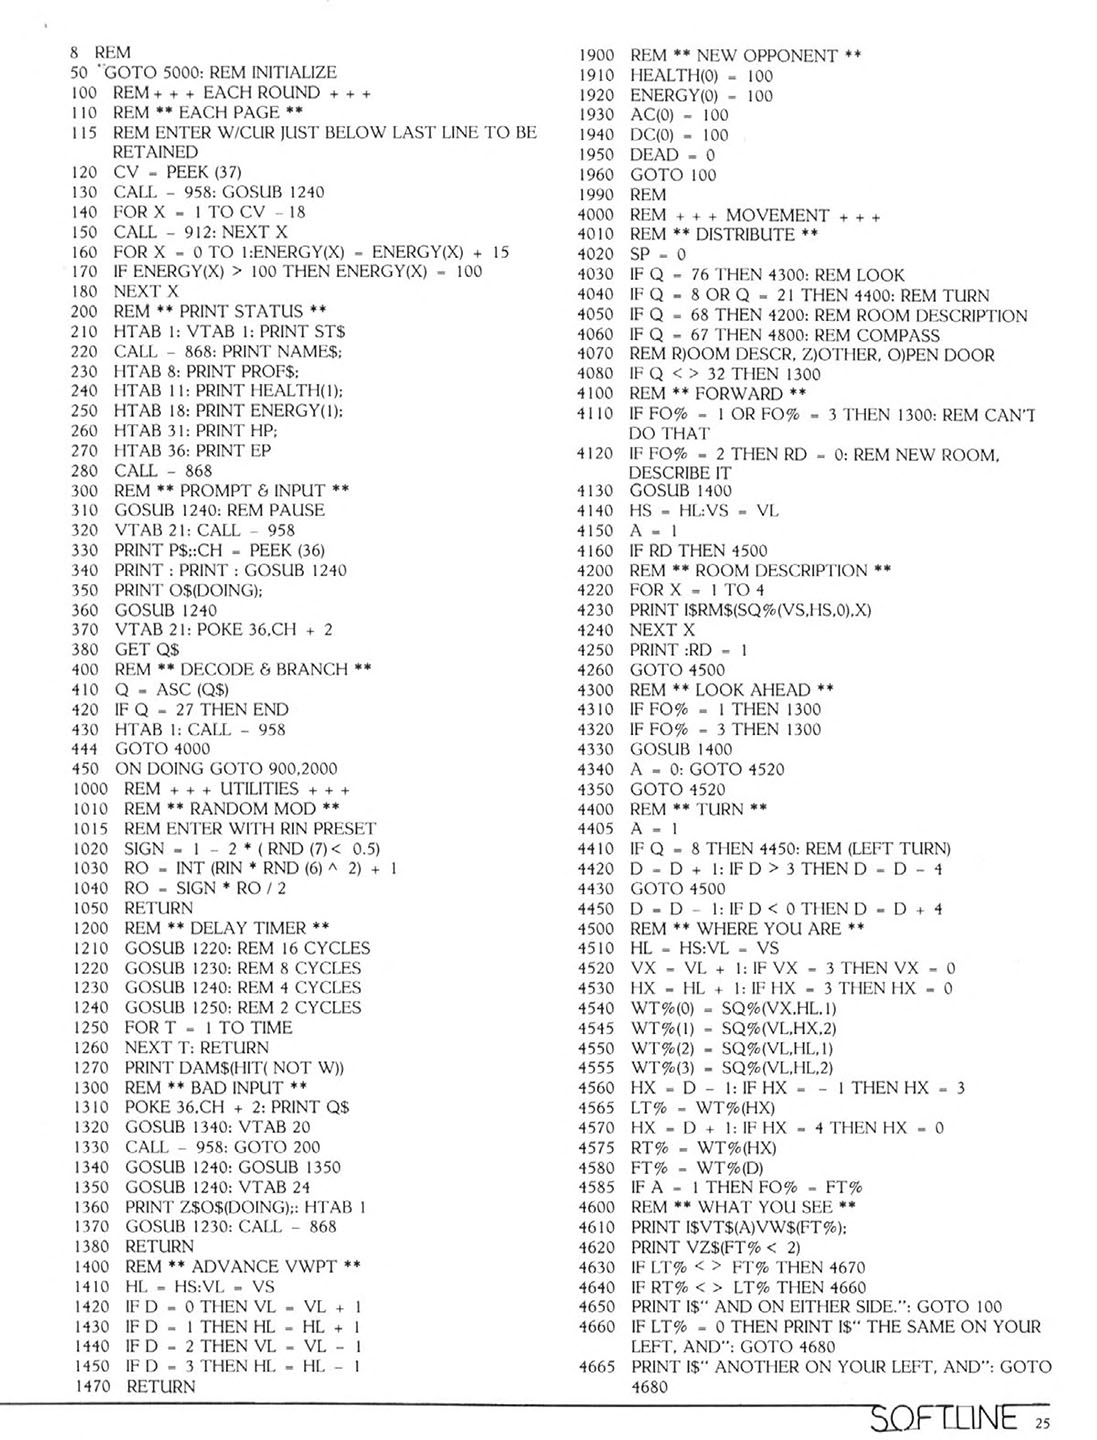 8 REM
50 GOTO 5000: REM INITIALIZE
100 REM + + + EACH ROUND + + +
110 REM ** EACH PAGE **
115 REM ENTER W/CUR JUST BELOW LAST LINE TO BE
RETAINED
120 CV = PEEK (37)
130 CALL - 958: GOSUB 1240
140 FOR X = 1 TO CV - 18
150 CALL - 912: NEXT X
160 FOR X = 0 TO 1:ENERGY(X) = ENERGY(X) + 15
170 IF ENERGY(X) > 100 THEN ENERGY(X) = 100
180 NEXT X
200 REM ** PRINT STATUS **
210 HTAB 1: VTAB 1: PRINT ST$
220 CALL - 868: PRINT NAME$;
230 HTAB 8: PRINT PROF$;
240 HTAB 11: PRINT HEALTH(1);
250 HTAB 18: PRINT ENERGY(1);
260 HTAB 31: PRINT HP;
270 HTAB 36: PRINT EP
280 CALL - 868
300 REM ** PROMPT & INPUT **
310 GOSUB 1240: REM PAUSE
320 VTAB 21: CALL - 958
330 PRINT P$;:CH = PEEK (36)
340 PRINT : PRINT : GOSUB 1240
350 PRINT O$(DOING);
360 GOSUB 1240
370 VTAB 21: POKE 36,CH + 2
380 GET Q$
400 REM ** DECODE & BRANCH **
410 Q = ASC (Q$)
420 IF Q = 27 THEN END
430 HTAB 1: CALL - 958
444 GOTO 4000
450 ON DOING GOTO 900,2000
1000 REM + + + UTILITIES + + +
1010 REM ** RANDOM MOD **
1015 REM ENTER WITH RIN PRESET
1020 SIGN = 1 - 2 * ( RND (7) < 0.5)
1030 RO = INT (RIN * RND (6) ^ 2) + 1
1040 RO = SIGN * RO / 2
1050 RETURN
1200 REM ** DELAY TIMER **
1210 GOSUB 1220: REM 16 CYCLES
1220 GOSUB 1230: REM 8 CYCLES
1230 GOSUB 1240: REM 4 CYCLES
1240 GOSUB 1250: REM 2 CYCLES
1250 FOR T = 1 TO TIME
1260 NEXT T: RETURN
1270 PRINT DAM$(HIT( NOT W))
1300 REM ** BAD INPUT **
1310 POKE 36,CH + 2: PRINT Q$
1320 GOSUB 1340: VTAB 20
1330 CALL - 958: GOTO 200
1340 GOSUB 1240: GOSUB 1350
1350 GOSUB 1240: VTAB 24
1360 PRINT Z$O$(DOING);: HTAB 1
1370 GOSUB 1230: CALL - 868
1380 RETURN
1400 REM ** ADVANCE VWPT **
1410 HL = HS:VL = VS
1420 IF D = 0 THEN VL = VL + 1
1430 IF D = 1 THEN HL = HL + 1
1440 IF D = 2 THEN VL = VL - 1
1450 IF D = 3 THEN HL = HL - 1
1470 RETURN
1900 REM ** NEW OPPONENT **
1910 HEALTH(0) = 100
1920 ENERGY(0) = 100
1930 AC(0) = 100
1940 DC(0) = 100
1950 DEAD = 0
1960 GOTO 100
1990 REM
4000 REM + + + MOVEMENT + + +
4010 REM ** DISTRIBUTE **
4020 SP = 0
4030 IF Q = 76 THEN 4300: REM LOOK
4040 IF Q = 8 OR Q = 21 THEN 4400: REM TURN
4050 IF Q = 68 THEN 4200: REM ROOM DESCRIPTION
4060 IF Q = 67 THEN 4800: REM COMPASS
4070 REM R)OOM DESCR, Z)OTHER, O)PEN DOOR
4080 IF Q < > 32 THEN 1300
4100 REM ** FORWARD **
4110 IF FO% = 1 OR FO% = 3 THEN 1300: REM CAN'T
DO THAT
4120 IF FO% = 2 THEN RD = 0: REM NEW ROOM,
DESCRIBE IT
4130 GOSUB 1400
4140 HS = HL:VS = VL
4150 A = 1
4160 IF RD THEN 4500
4200 REM ** ROOM DESCRIPTION **
4220 FOR X = 1 TO 4
4230 PRINT I$RM$(SQ%(VS,HS,0),X)
4240 NEXT X
4250 PRINT :RD = 1
4260 GOTO 4500
4300 REM ** LOOK AHEAD **
4310 IF FO% = 1 THEN 1300
4320 IF FO% = 3 THEN 1300
4330 GOSUB 1400
4340 A = 0: GOTO 4520
4350 GOTO 4520
4400 REM ** TURN **
4405 A = 1
4410 IF Q = 8 THEN 4450: REM (LEFT TURN)
4420 D = D + 1: IF D > 3 THEN D = D - 4
4430 GOTO 4500
4450 D = D - 1: IF D < 0 THEN D = D + 4
4500 REM ** WHERE YOU ARE **
4510 HL = HS:VL = VS
4520 VX = VL + 1: IF VX = 3 THEN VX = 0
4530 HX = HL + 1: IF HX = 3 THEN HX = 0
4540 WT%(0) = SQ%(VX,HL,1)
4545 WT%(1) = SQ%(VL,HX,2)
4550 WT%(2) = SQ%(VL,HL,1)
4555 WT%(3) = SQ%(VL,HL,2)
4560 HX = D - 1: IF HX = - 1 THEN HX = 3
4565 LT% = WT%(HX)
4570 HX = D + 1: IF HX = 4 THEN HX = 0
4575 RT% = WT%(HX)
4580 FT% = WT%(D)
4585 IF A = 1 THEN FO% = FT%
4600 REM ** WHAT YOU SEE **
4610 PRINT I$VT$(A)VW$(FT%);
4620 PRINT VZ$(FT% < 2)
4630 IF LT% < > FT% THEN 4670
4640 IF RT% < > LT% THEN 4660
4650 PRINT I$" AND ON EITHER SIDE.": GOTO 100
4660 IF LT% = 0 THEN PRINT I$" THE SAME ON YOUR
LEFT, AND": GOTO 4680
4665 PRINT I$" ANOTHER ON YOUR LEFT, AND": GOTO
4680
SOFTLINE 25